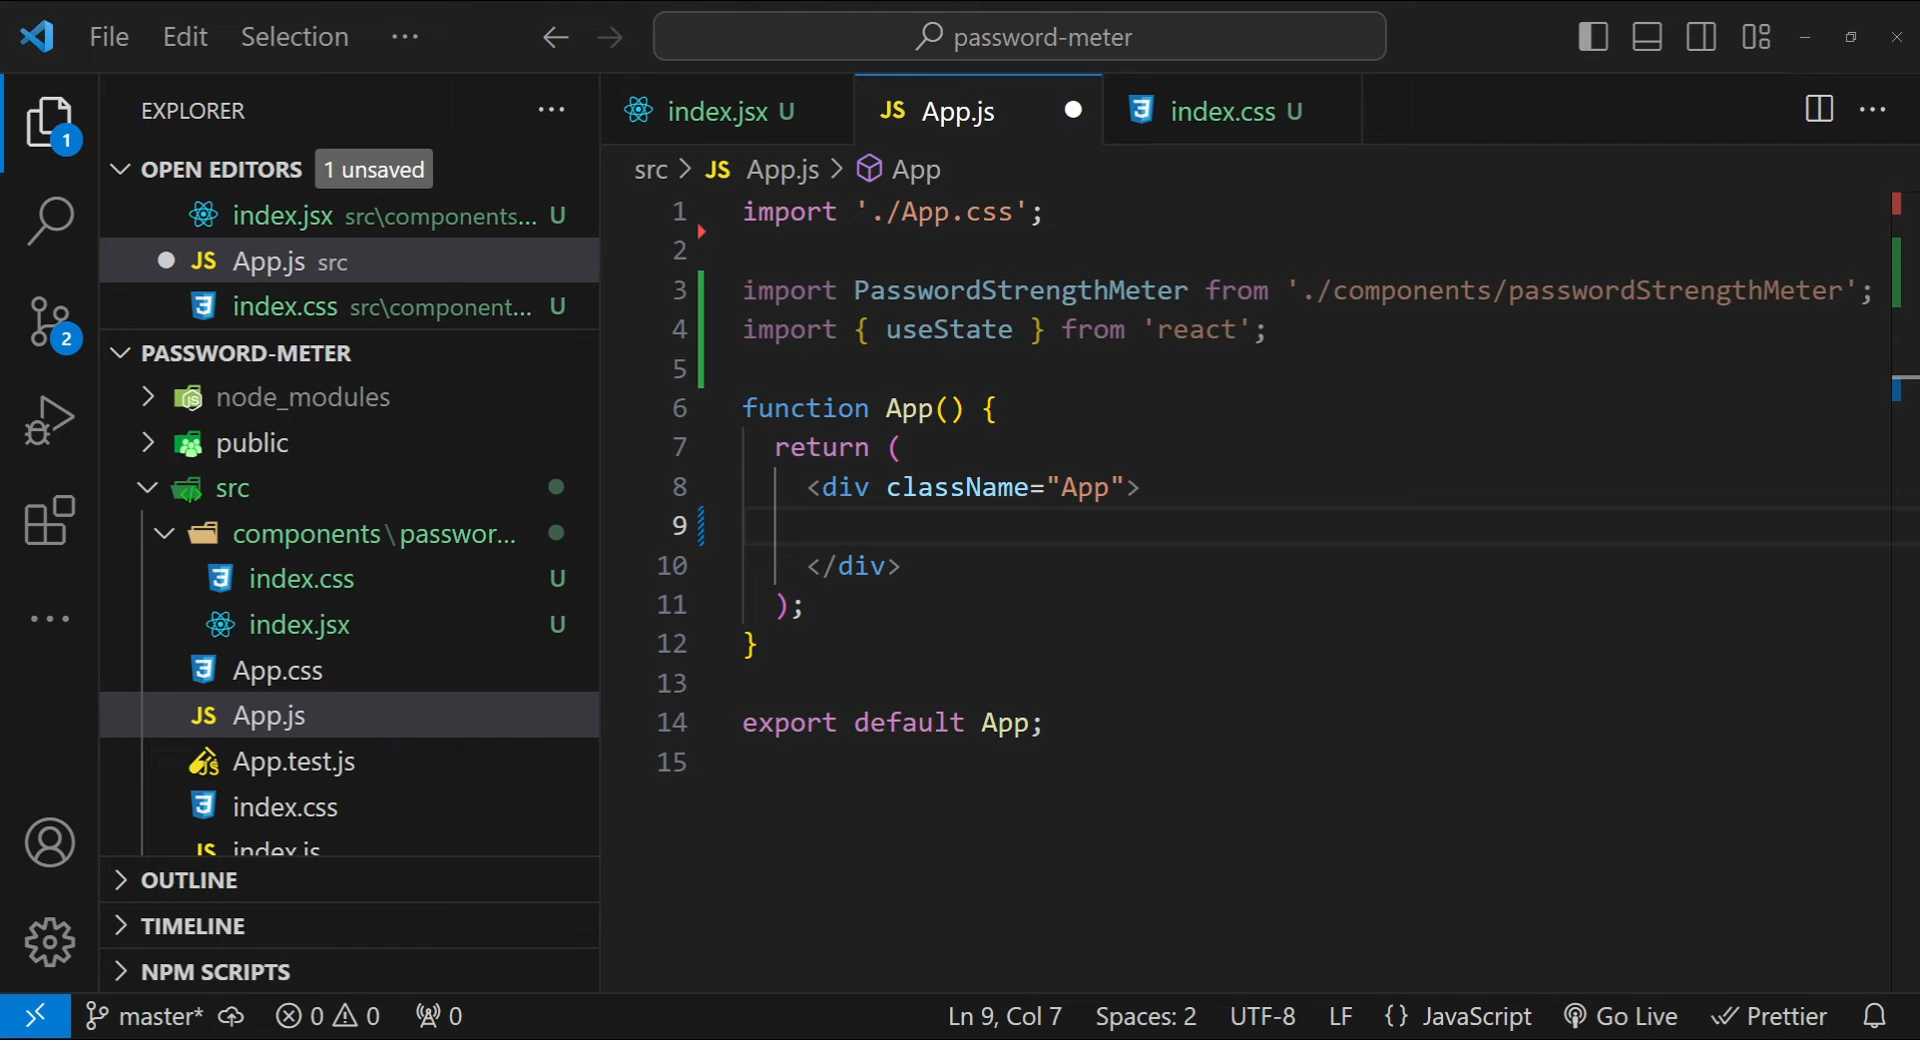 File Edit Selection ···
password-meter
EXPLORER ···
OPEN EDITORS 1 unsaved
index.jsx src\components... U
App.js src
index.css src\component... U
PASSWORD-METER
node_modules
public
src
components\passwor...
index.css U
index.jsx U
App.css
App.js
App.test.js
index.css
index.js
OUTLINE
TIMELINE
NPM SCRIPTS
1
2
index.jsx U
JS App.js
index.css U
···
src > JS App.js > App
1 import './App.css';
2
3 import PasswordStrengthMeter from './components/passwordStrengthMeter';
4 import { useState } from 'react';
5
6 function App() {
7 return (
8 <div className="App">
9
10 </div>
11 );
12 }
13
14 export default App;
15
master* 0 0 0 Ln 9, Col 7 Spaces: 2 UTF-8 LF {} JavaScript Go Live Prettier